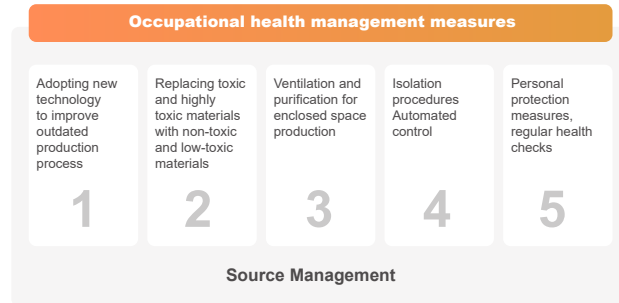 Occupational health management measures
Adopting new
technology
to improve
outdated
production
process
1
Replacing toxic
and highly
toxic materials
with non-toxic
and low-toxic
materials
2
Ventilation and
purification for
enclosed space
production
3
Isolation
procedures
Automated
control
4
Personal
protection
measures,
regular health
checks
5
Source Management